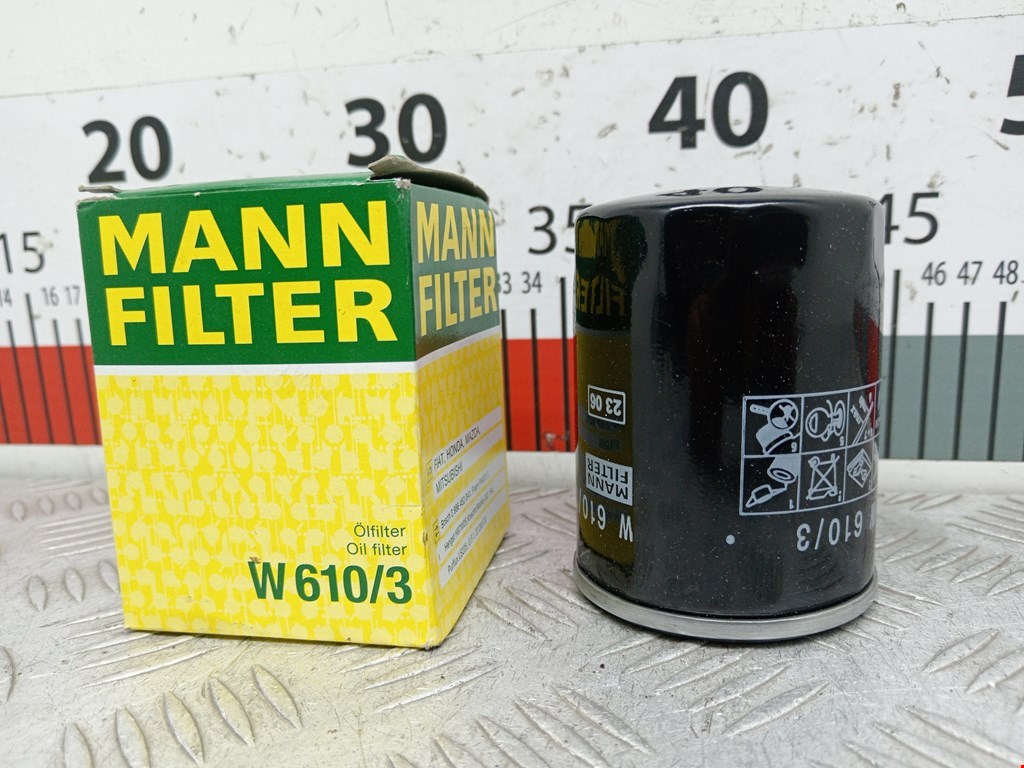 20 30 40
15 35 45
16 17 33 34 46 47 48
MANN
FILTER
MANN
FILTER
FIAT, HONDA, MAZDA,
MITSUBISHI
Ölfilter
Oil filter
W 610/3
23 06
MANN
FILTER
W 610
W 610/3